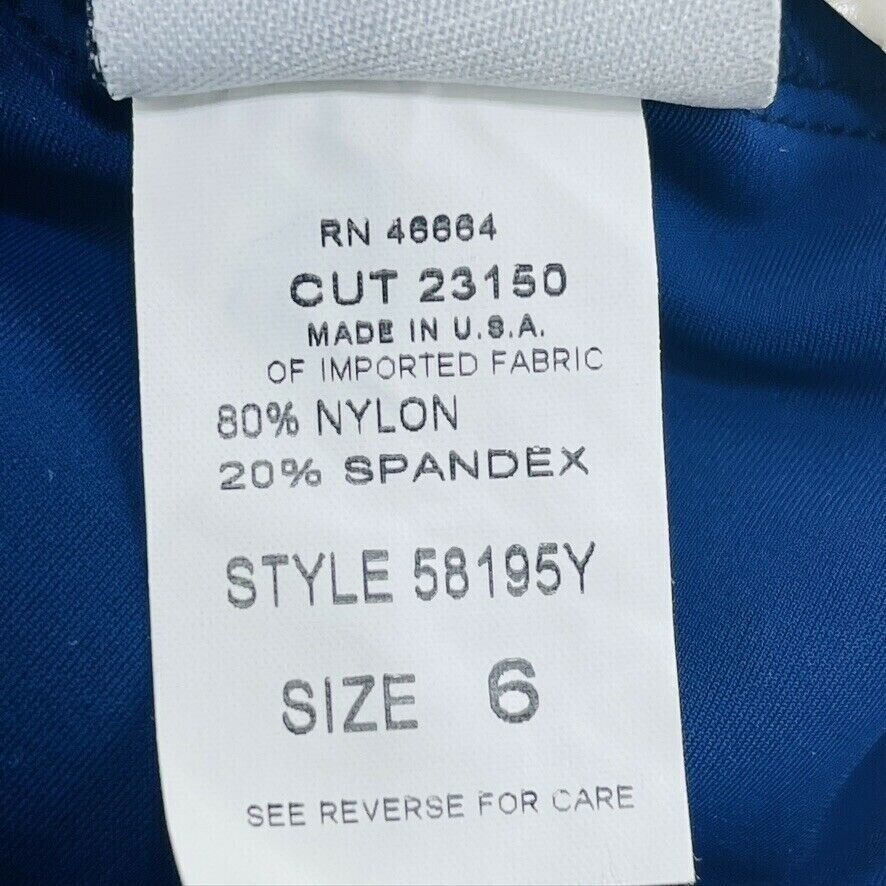 RN 46664
CUT 23150
MADE IN U.S.A.
OF IMPORTED FABRIC
80% NYLON
20% SPANDEX
STYLE 58195Y
SIZE 6
SEE REVERSE FOR CARE